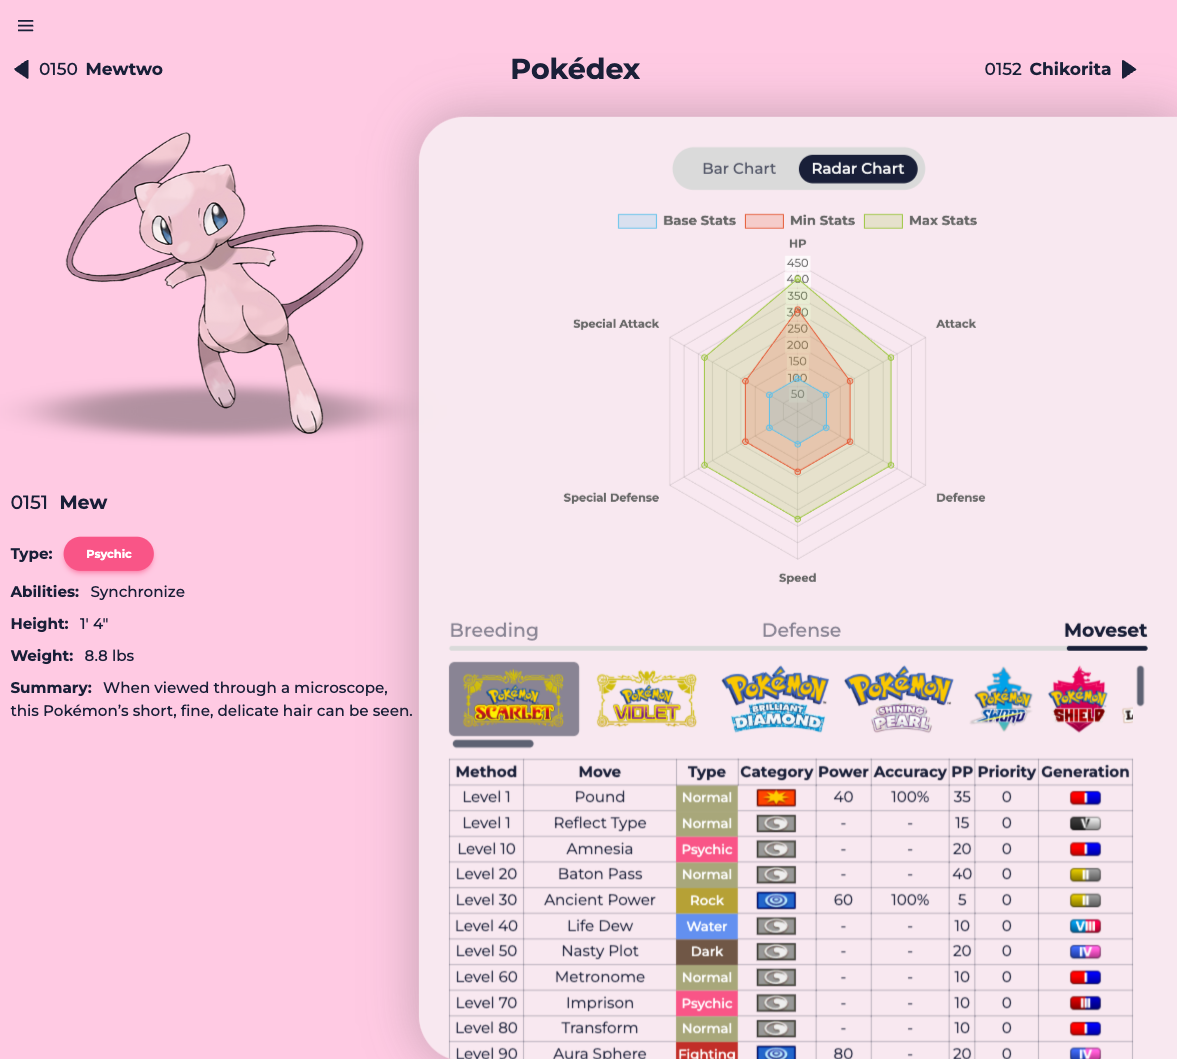 0150 Mewtwo
Pokédex
0152 Chikorita
Bar Chart
Radar Chart
Base Stats
Min Stats
Max Stats
HP
450
400
350
300
250
200
150
100
50
Special Attack
Attack
Special Defense
Defense
Speed
0151 Mew
Type: Psychic
Abilities: Synchronize
Height: 1' 4"
Weight: 8.8 lbs
Summary: When viewed through a microscope,
this Pokémon’s short, fine, delicate hair can be seen.
Breeding
Defense
Moveset
POKéMON
SCARLET
POKéMON
VIOLET
POKéMON
BRILLIANT
DIAMOND
POKéMON
SHINING
PEARL
POKéMON
SWORD
POKéMON
SHIELD
Method Move Type Category Power Accuracy PP Priority Generation
Level 1 Pound Normal 40 100% 35 0 I
Level 1 Reflect Type Normal - - 15 0 V
Level 10 Amnesia Psychic - - 20 0 I
Level 20 Baton Pass Normal - - 40 0 II
Level 30 Ancient Power Rock 60 100% 5 0 II
Level 40 Life Dew Water - - 10 0 VIII
Level 50 Nasty Plot Dark - - 20 0 IV
Level 60 Metronome Normal - - 10 0 I
Level 70 Imprison Psychic - - 10 0 III
Level 80 Transform Normal - - 10 0 I
Level 90 Aura Sphere Fighting 80 - 20 0 IV